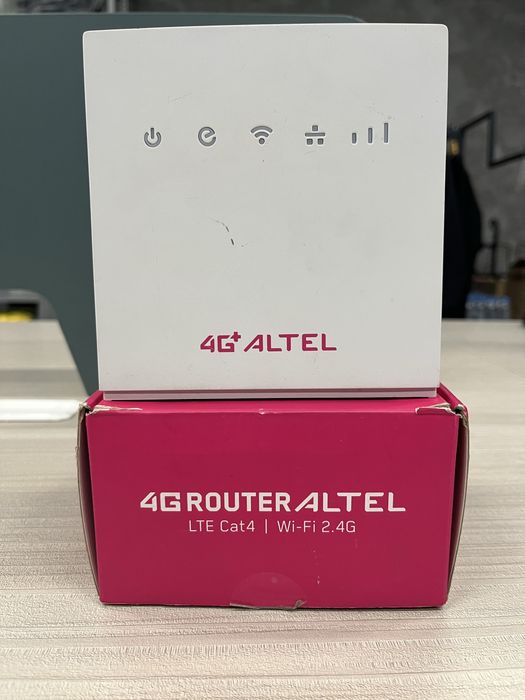 4G+ ALTEL
4G ROUTER ALTEL
LTE Cat4 | Wi-Fi 2.4G